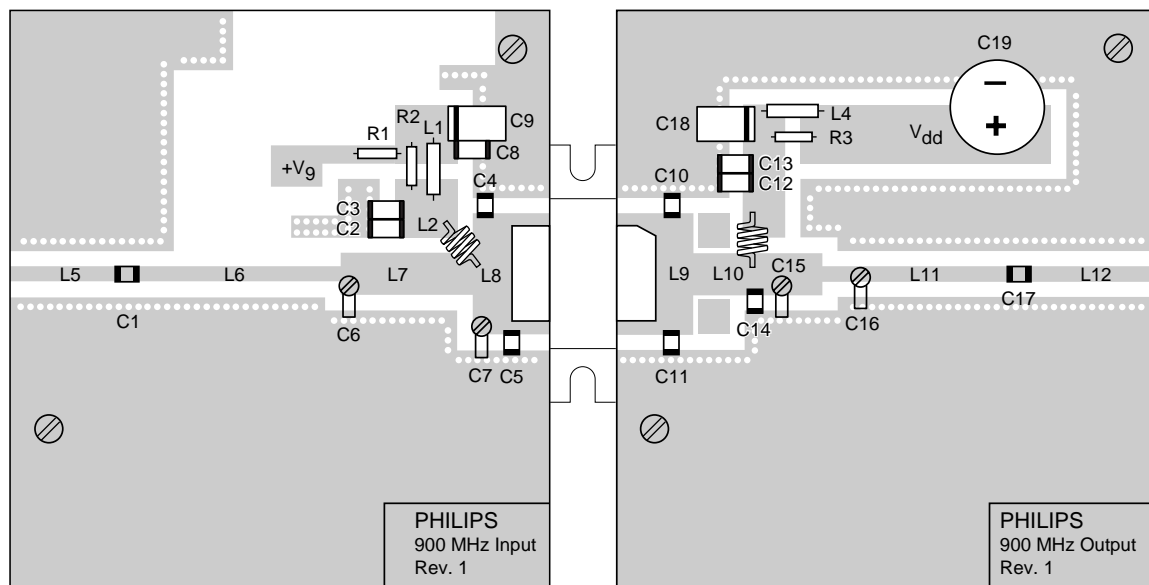 C19
R2
L1
C9
R1
C8
+V9
C4
C3
C2
L2
L5
L6
L7
L8
C1
C6
C7
C5
C18
L4
R3
Vdd
C13
C12
C10
L9
L10
C15
L11
L12
C14
C16
C17
C11
PHILIPS
900 MHz Input
Rev. 1
PHILIPS
900 MHz Output
Rev. 1
−
+